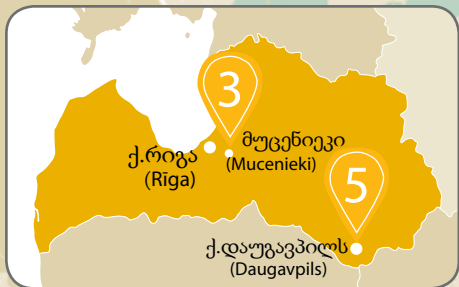 3
მუცენიეკი
(Mucenieki)
ქ.რიგა
(Rīga)
5
ქ.დაუგავპილს
(Daugavpils)